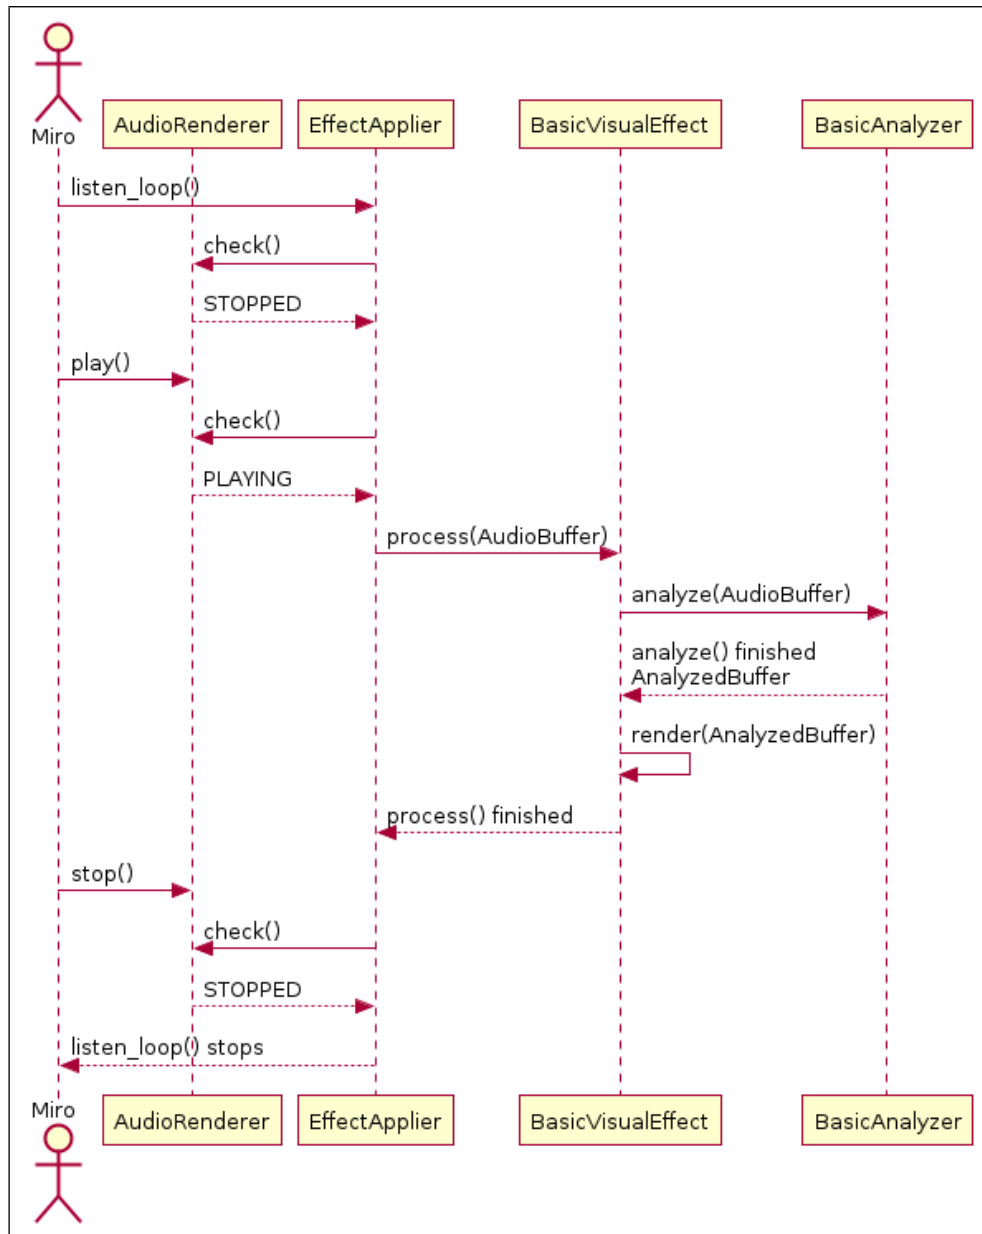 Miro
AudioRenderer
EffectApplier
BasicVisualEffect
BasicAnalyzer
listen_loop()
check()
STOPPED
play()
check()
PLAYING
process(AudioBuffer)
analyze(AudioBuffer)
analyze() finished
AnalyzedBuffer
render(AnalyzedBuffer)
process() finished
stop()
check()
STOPPED
listen_loop() stops
Miro
AudioRenderer
EffectApplier
BasicVisualEffect
BasicAnalyzer